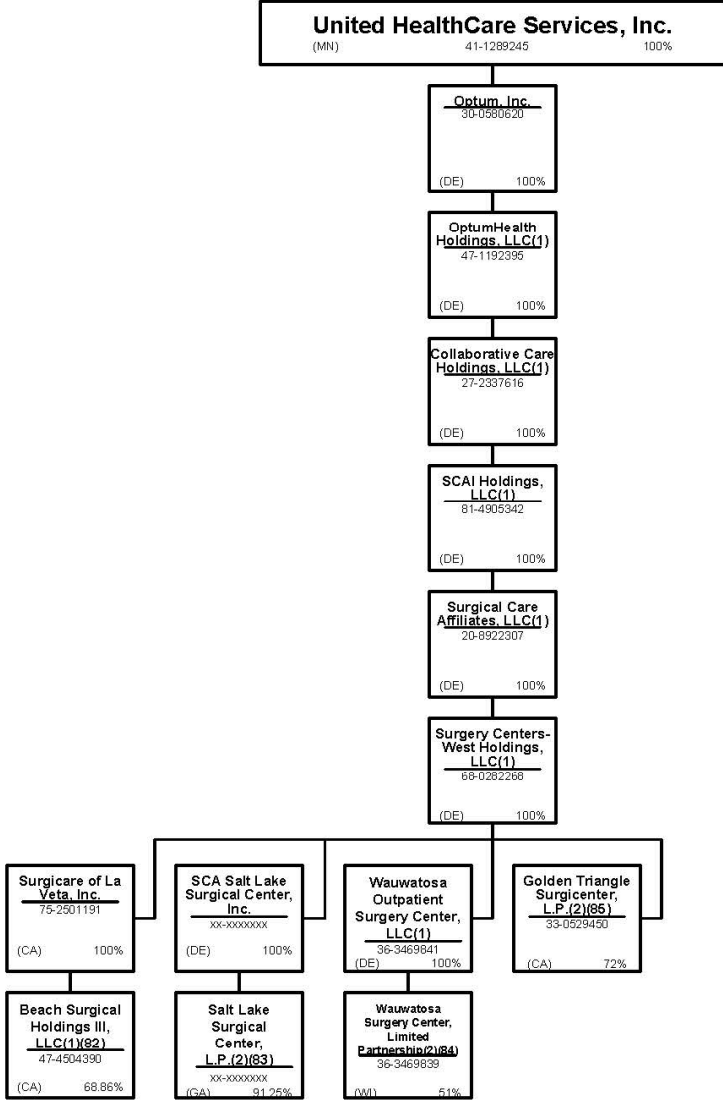 United HealthCare Services, Inc.
(MN) 41-1289245 100%
Optum, Inc.
30-0580620
(DE) 100%
OptumHealth
Holdings, LLC(1)
47-1192395
(DE) 100%
Collaborative Care
Holdings, LLC(1)
27-2337616
(DE) 100%
SCAI Holdings,
LLC(1)
81-4905342
(DE) 100%
Surgical Care
Affiliates, LLC(1)
20-8922307
(DE) 100%
Surgery Centers-
West Holdings,
LLC(1)
68-0282268
(DE) 100%
Surgicare of La
Veta, Inc.
75-2501191
(CA) 100%
SCA Salt Lake
Surgical Center,
Inc.
xx-xxxxxxx
(DE) 100%
Wauwatosa
Outpatient
Surgery Center,
LLC(1)
36-3469841
(DE) 100%
Golden Triangle
Surgicenter,
L.P.(2)(85)
33-0529450
(CA) 72%
Beach Surgical
Holdings III,
LLC(1)(82)
47-4504390
(CA) 68.86%
Salt Lake
Surgical
Center,
L.P.(2)(83)
xx-xxxxxxx
(GA) 91.25%
Wauwatosa
Surgery Center,
Limited
Partnership(2)(84)
36-3469839
(WI) 51%